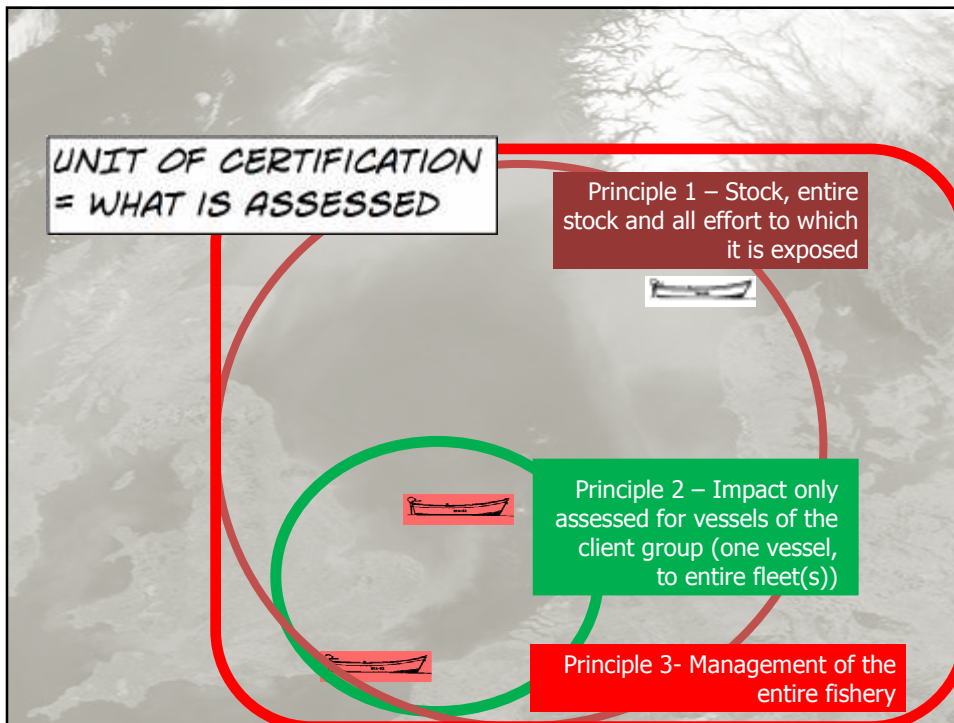 UNIT OF CERTIFICATION
= WHAT IS ASSESSED
Principle 1 – Stock, entire
stock and all effort to which
it is exposed
Principle 2 – Impact only
assessed for vessels of the
client group (one vessel,
to entire fleet(s))
Principle 3- Management of the
entire fishery